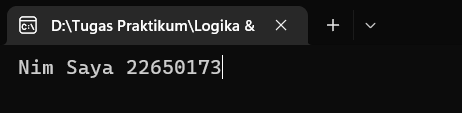 D:\Tugas Praktikum\Logika &
Nim Saya 22650173